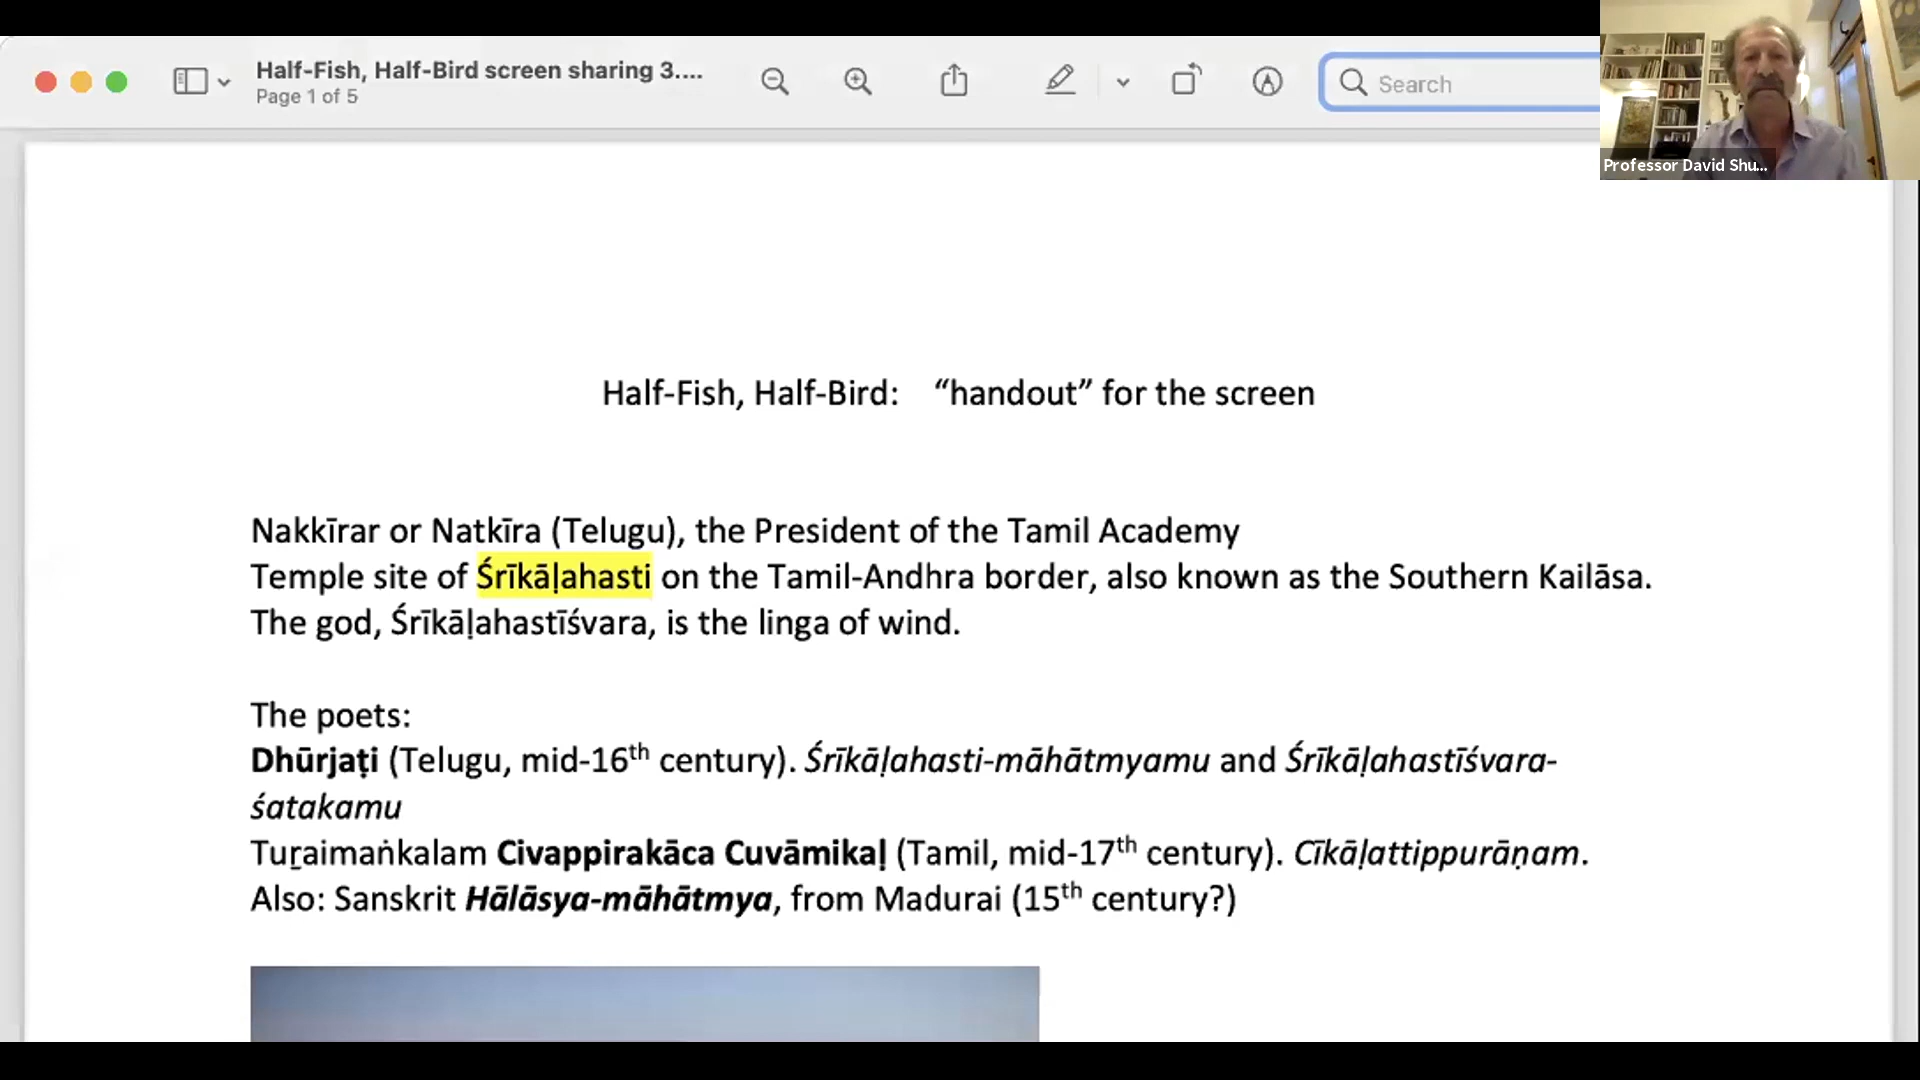 Half-Fish, Half-Bird screen sharing 3....
Page 1 of 5
Search
Professor David Shu...
Half-Fish, Half-Bird: “handout” for the screen
Nakkīrar or Natkīra (Telugu), the President of the Tamil Academy
Temple site of Śrīkāḷahasti on the Tamil-Andhra border, also known as the Southern Kailāsa.
The god, Śrīkāḷahastīśvara, is the linga of wind.
The poets:
Dhūrjaṭi (Telugu, mid-16th century). Śrīkāḷahasti-māhātmyamu and Śrīkāḷahastīśvara-
śatakamu
Tuṟaimaṅkalam Civappirakāca Cuvāmikaḷ (Tamil, mid-17th century). Cīkāḷattippurāṇam.
Also: Sanskrit Hālāsya-māhātmya, from Madurai (15th century?)